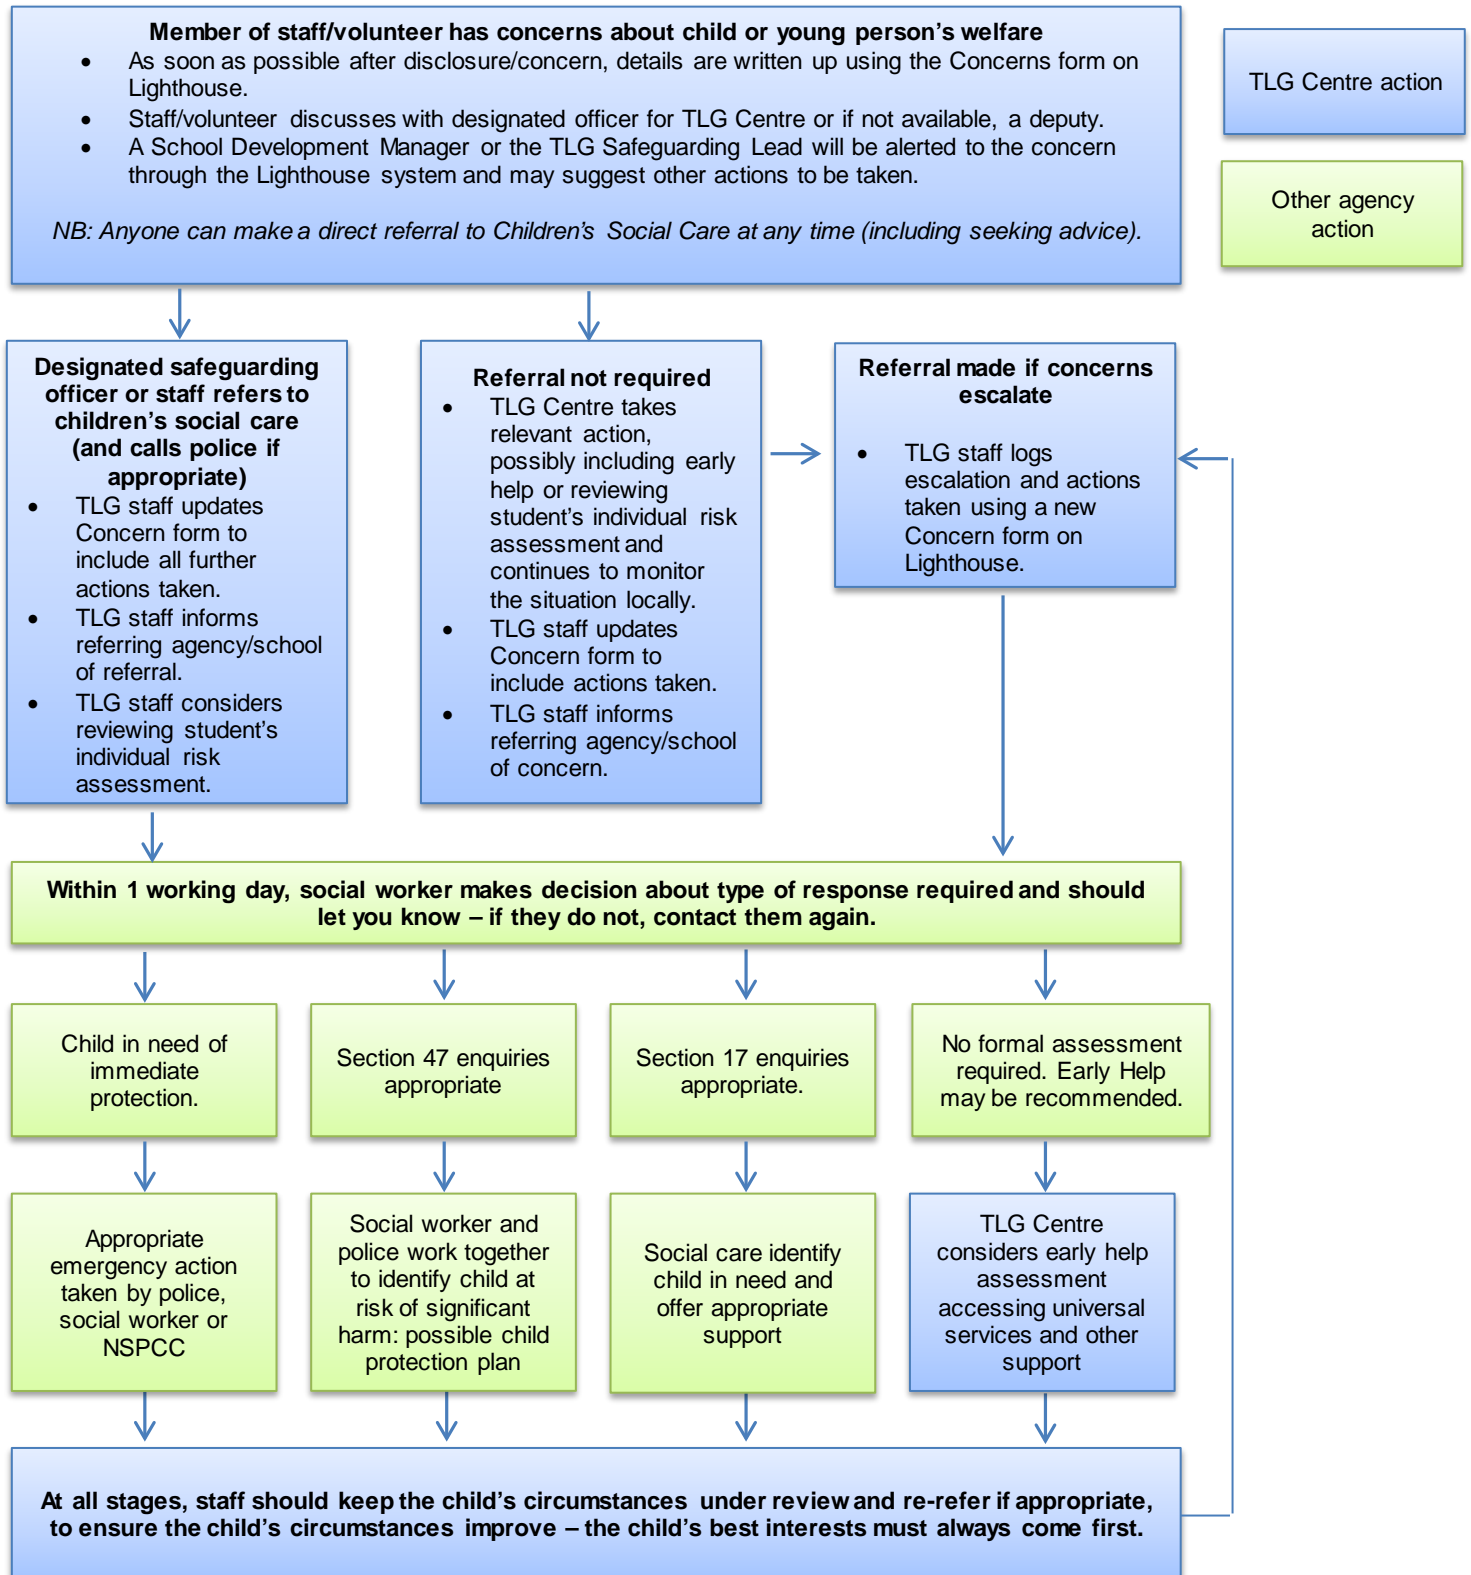 Member of staff/volunteer has concerns about child or young person's welfare
• As soon as possible after disclosure/concern, details are written up using the Concerns form on
Lighthouse.
• Staff/volunteer discusses with designated officer for TLG Centre or if not available, a deputy.
• A School Development Manager or the TLG Safeguarding Lead will be alerted to the concern
through the Lighthouse system and may suggest other actions to be taken.
NB: Anyone can make a direct referral to Children's Social Care at any time (including seeking advice).
TLG Centre action
Other agency
action
Designated safeguarding
officer or staff refers to
children's social care
(and calls police if
appropriate)
• TLG staff updates
Concern form to
include all further
actions taken.
• TLG staff informs
referring agency/school
of referral.
• TLG staff considers
reviewing student's
individual risk
assessment.
Referral not required
• TLG Centre takes
relevant action,
possibly including early
help or reviewing
student's individual risk
assessment and
continues to monitor
the situation locally.
• TLG staff updates
Concern form to
include actions taken.
• TLG staff informs
referring agency/school
of concern.
Referral made if concerns
escalate
• TLG staff logs
escalation and actions
taken using a new
Concern form on
Lighthouse.
Within 1 working day, social worker makes decision about type of response required and should
let you know – if they do not, contact them again.
Child in need of
immediate
protection.
Section 47 enquiries
appropriate
Section 17 enquiries
appropriate.
No formal assessment
required. Early Help
may be recommended.
Appropriate
emergency action
taken by police,
social worker or
NSPCC
Social worker and
police work together
to identify child at
risk of significant
harm: possible child
protection plan
Social care identify
child in need and
offer appropriate
support
TLG Centre
considers early help
assessment
accessing universal
services and other
support
At all stages, staff should keep the child's circumstances under review and re-refer if appropriate,
to ensure the child's circumstances improve – the child's best interests must always come first.